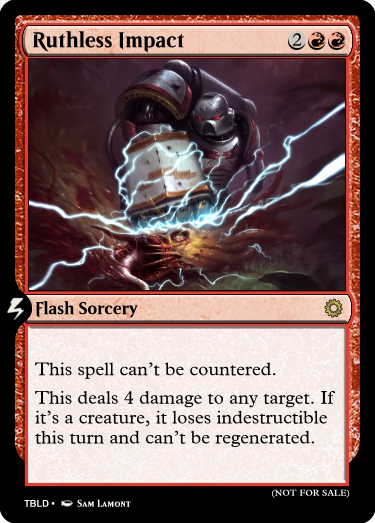 Ruthless Impact 2
Flash Sorcery
This spell can't be countered.
This deals 4 damage to any target. If
it's a creature, it loses indestructible
this turn and can't be regenerated.
(NOT FOR SALE)
TBLD • Sam Lamont